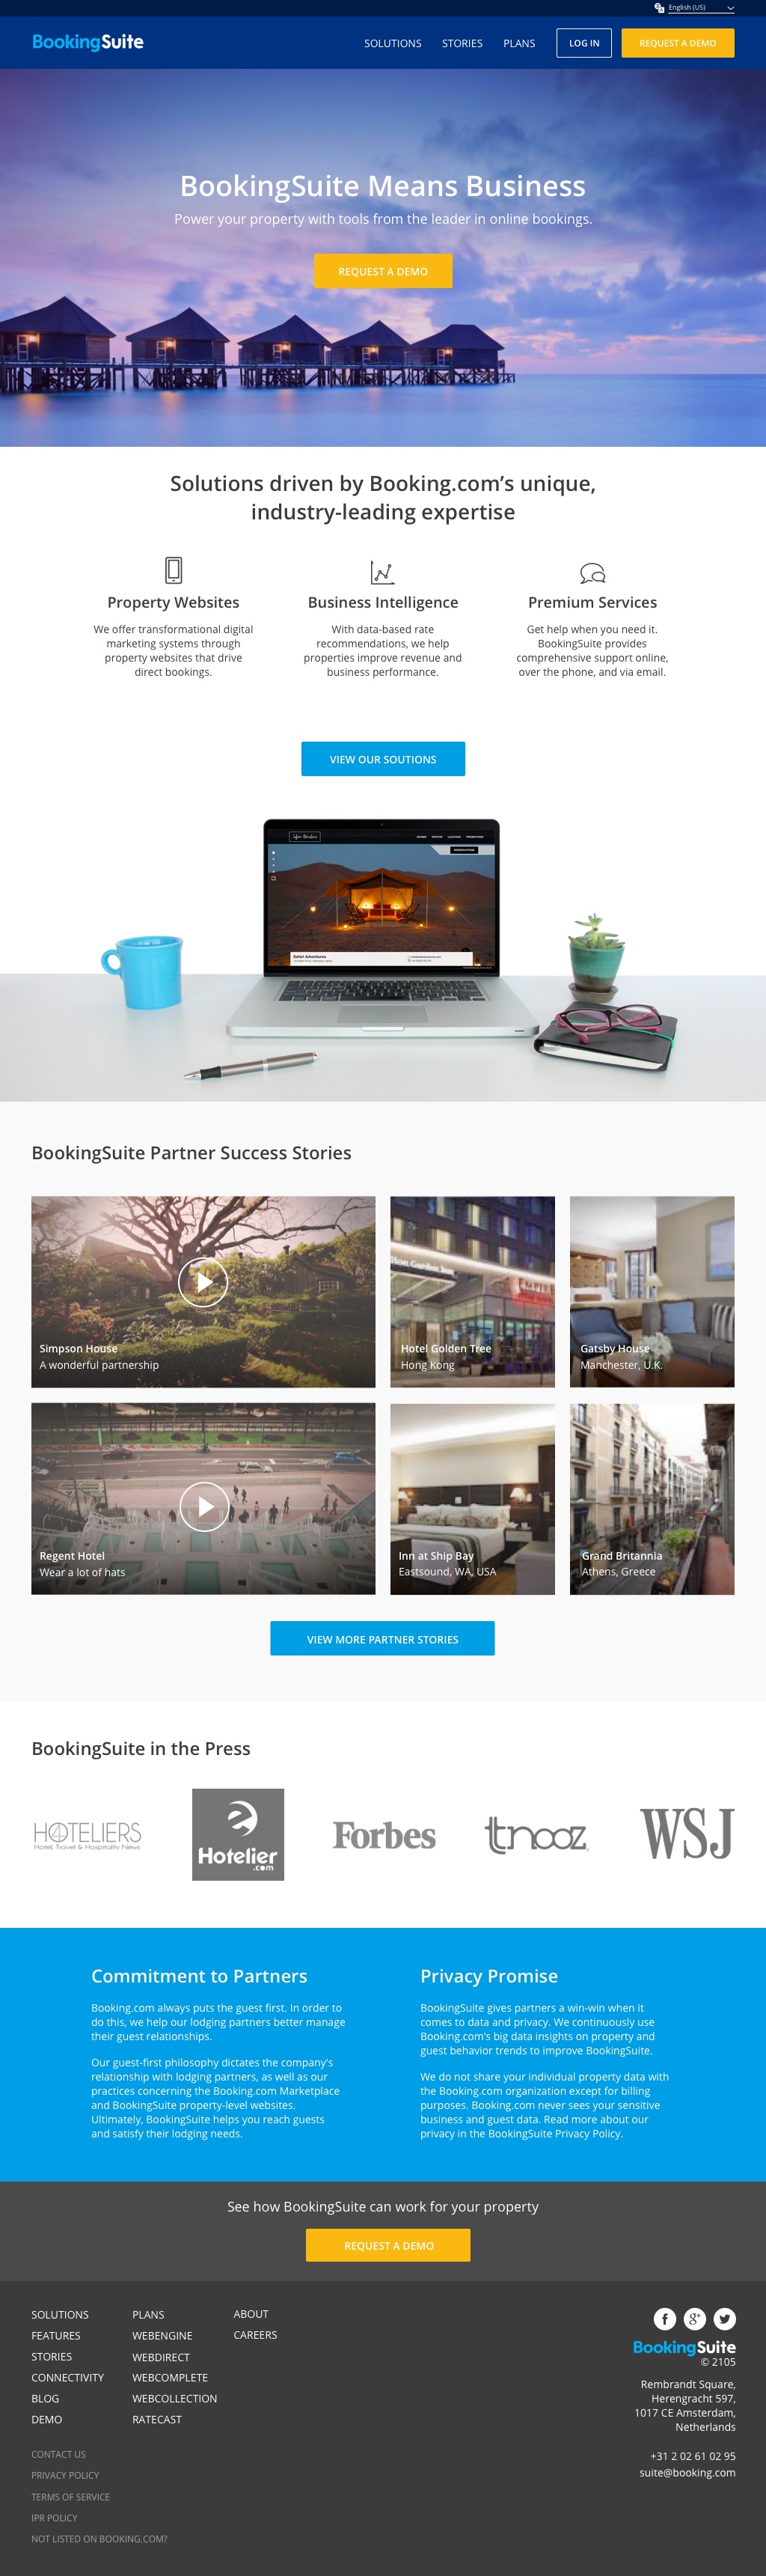 English (US)
BookingSuite
SOLUTIONS
STORIES
PLANS
LOG IN
REQUEST A DEMO
BookingSuite Means Business
Power your property with tools from the leader in online bookings.
REQUEST A DEMO
Solutions driven by Booking.com’s unique,
industry-leading expertise
Property Websites
We offer transformational digital
marketing systems through
property websites that drive
direct bookings.
Business Intelligence
With data-based rate
recommendations, we help
properties improve revenue and
business performance.
Premium Services
Get help when you need it.
BookingSuite provides
comprehensive support online,
over the phone, and via email.
VIEW OUR SOUTIONS
Safari Adventures
BookingSuite Partner Success Stories
Simpson House
A wonderful partnership
Hotel Golden Tree
Hong Kong
Gatsby House
Manchester, U.K.
Regent Hotel
Wear a lot of hats
Inn at Ship Bay
Eastsound, WA, USA
Grand Britannia
Athens, Greece
VIEW MORE PARTNER STORIES
BookingSuite in the Press
H4TELIERS
Hotel, Travel & Hospitality News
Hotelier
.com
Forbes
tnooz
WSJ
Commitment to Partners
Booking.com always puts the guest first. In order to
do this, we help our lodging partners better manage
their guest relationships.
Our guest-first philosophy dictates the company's
relationship with lodging partners, as well as our
practices concerning the Booking.com Marketplace
and BookingSuite property-level websites.
Ultimately, BookingSuite helps you reach guests
and satisfy their lodging needs.
Privacy Promise
BookingSuite gives partners a win-win when it
comes to data and privacy. We continuously use
Booking.com’s big data insights on property and
guest behavior trends to improve BookingSuite.
We do not share your individual property data with
the Booking.com organization except for billing
purposes. Booking.com never sees your sensitive
business and guest data. Read more about our
privacy in the BookingSuite Privacy Policy.
See how BookingSuite can work for your property
REQUEST A DEMO
SOLUTIONS
FEATURES
STORIES
CONNECTIVITY
BLOG
DEMO
PLANS
WEBENGINE
WEBDIRECT
WEBCOMPLETE
WEBCOLLECTION
RATECAST
ABOUT
CAREERS
CONTACT US
PRIVACY POLICY
TERMS OF SERVICE
IPR POLICY
NOT LISTED ON BOOKING.COM?
BookingSuite
© 2105
Rembrandt Square,
Herengracht 597,
1017 CE Amsterdam,
Netherlands
+31 2 02 61 02 95
suite@booking.com